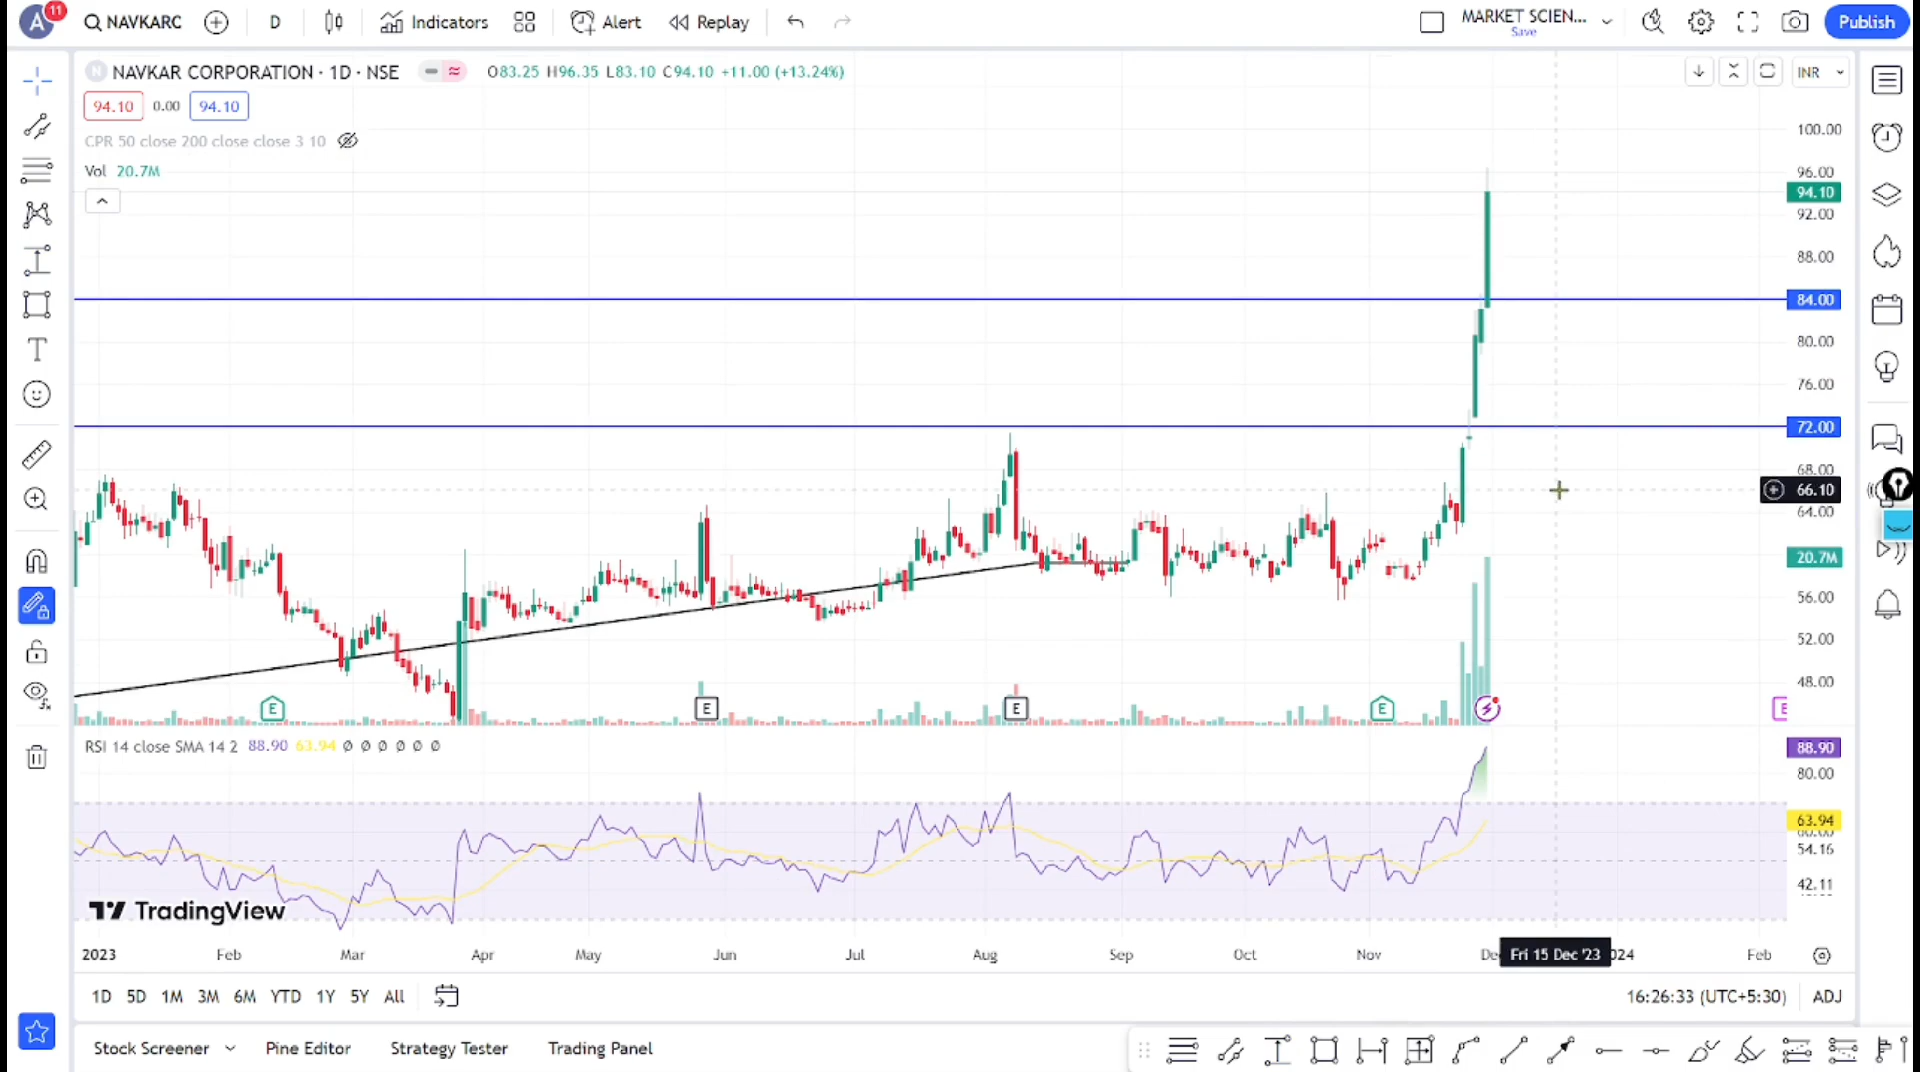 A 11 NAVKARC D Indicators Alert Replay MARKET SCIEN... Save Publish
N NAVKAR CORPORATION · 1D · NSE O83.25 H96.35 L83.10 C94.10 +11.00 (+13.24%) INR
94.10 0.00 94.10
CPR 50 close 200 close close 3 10
Vol 20.7M
100.00
96.00
94.10
92.00
88.00
84.00
80.00
76.00
72.00
68.00
66.10
64.00
20.7M
56.00
52.00
48.00
E E E E E
RSI 14 close SMA 14 2 88.90 63.94 Ø Ø Ø Ø Ø Ø
88.90
80.00
63.94
54.16
42.11
TradingView
2023 Feb Mar Apr May Jun Jul Aug Sep Oct Nov Dec Fri 15 Dec '23 024 Feb
1D 5D 1M 3M 6M YTD 1Y 5Y All 16:26:33 (UTC+5:30) ADJ
Stock Screener Pine Editor Strategy Tester Trading Panel